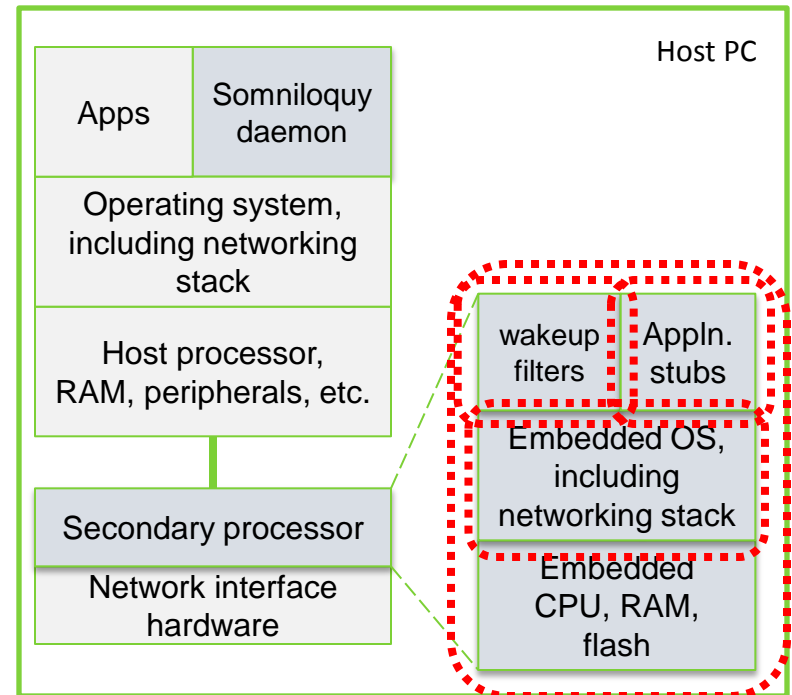 Host PC
Apps
Somniloquy
daemon
Operating system,
including networking
stack
Host processor,
RAM, peripherals, etc.
Secondary processor
Network interface
hardware
wakeup
filters
Appln.
stubs
Embedded OS,
including
networking stack
Embedded
CPU, RAM,
flash